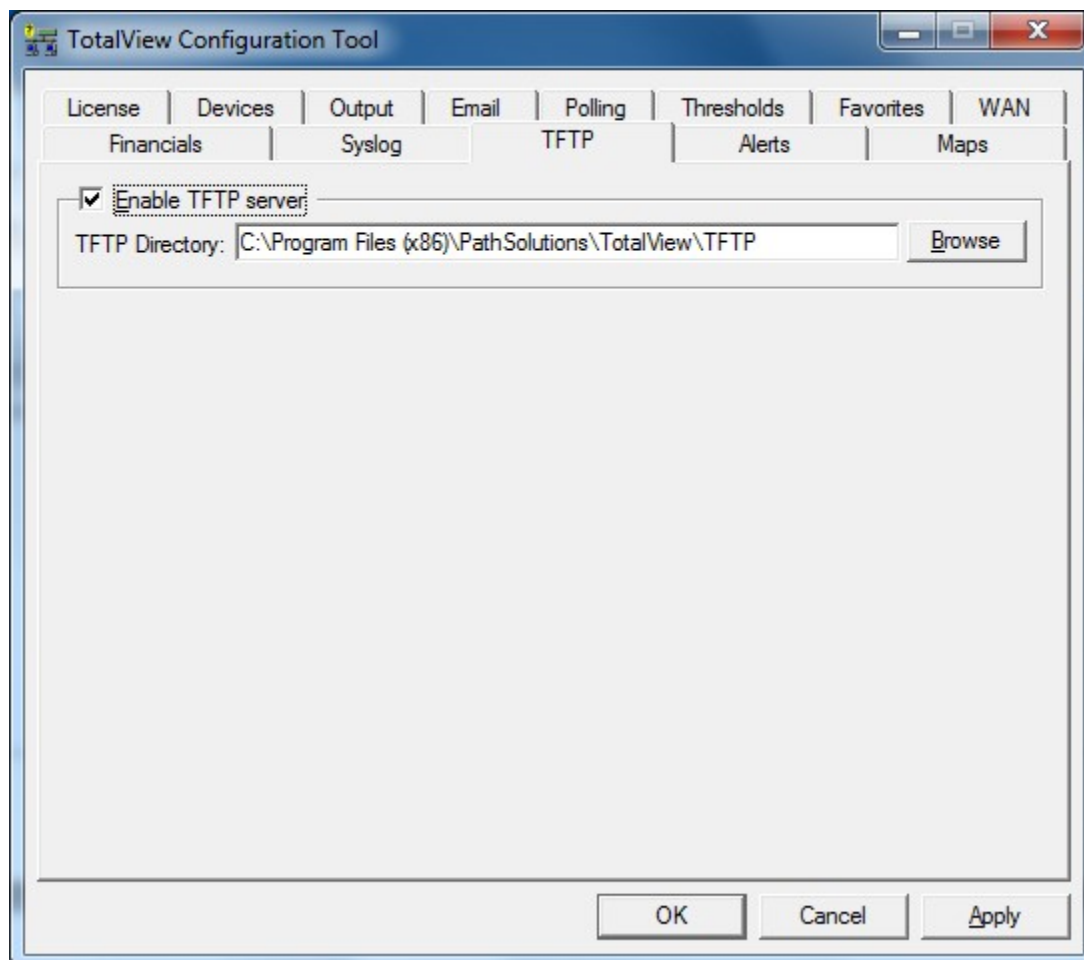 TotalView Configuration Tool
License Devices Output Email Polling Thresholds Favorites WAN
Financials Syslog TFTP Alerts Maps
Enable TFTP server
TFTP Directory: C:\Program Files (x86)\PathSolutions\TotalView\TFTP Browse
OK Cancel Apply